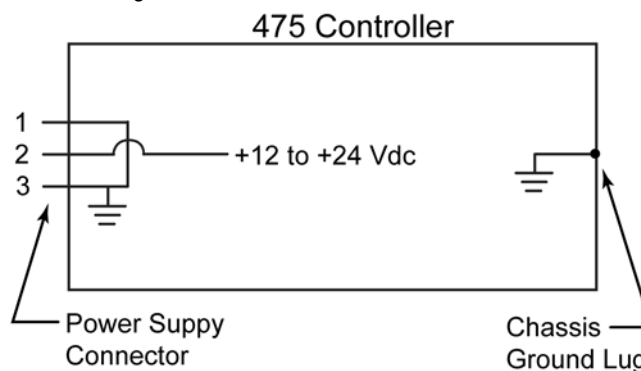 475 Controller
1
2
+12 to +24 Vdc
3
Power Suppy
Connector
Chassis
Ground Lug